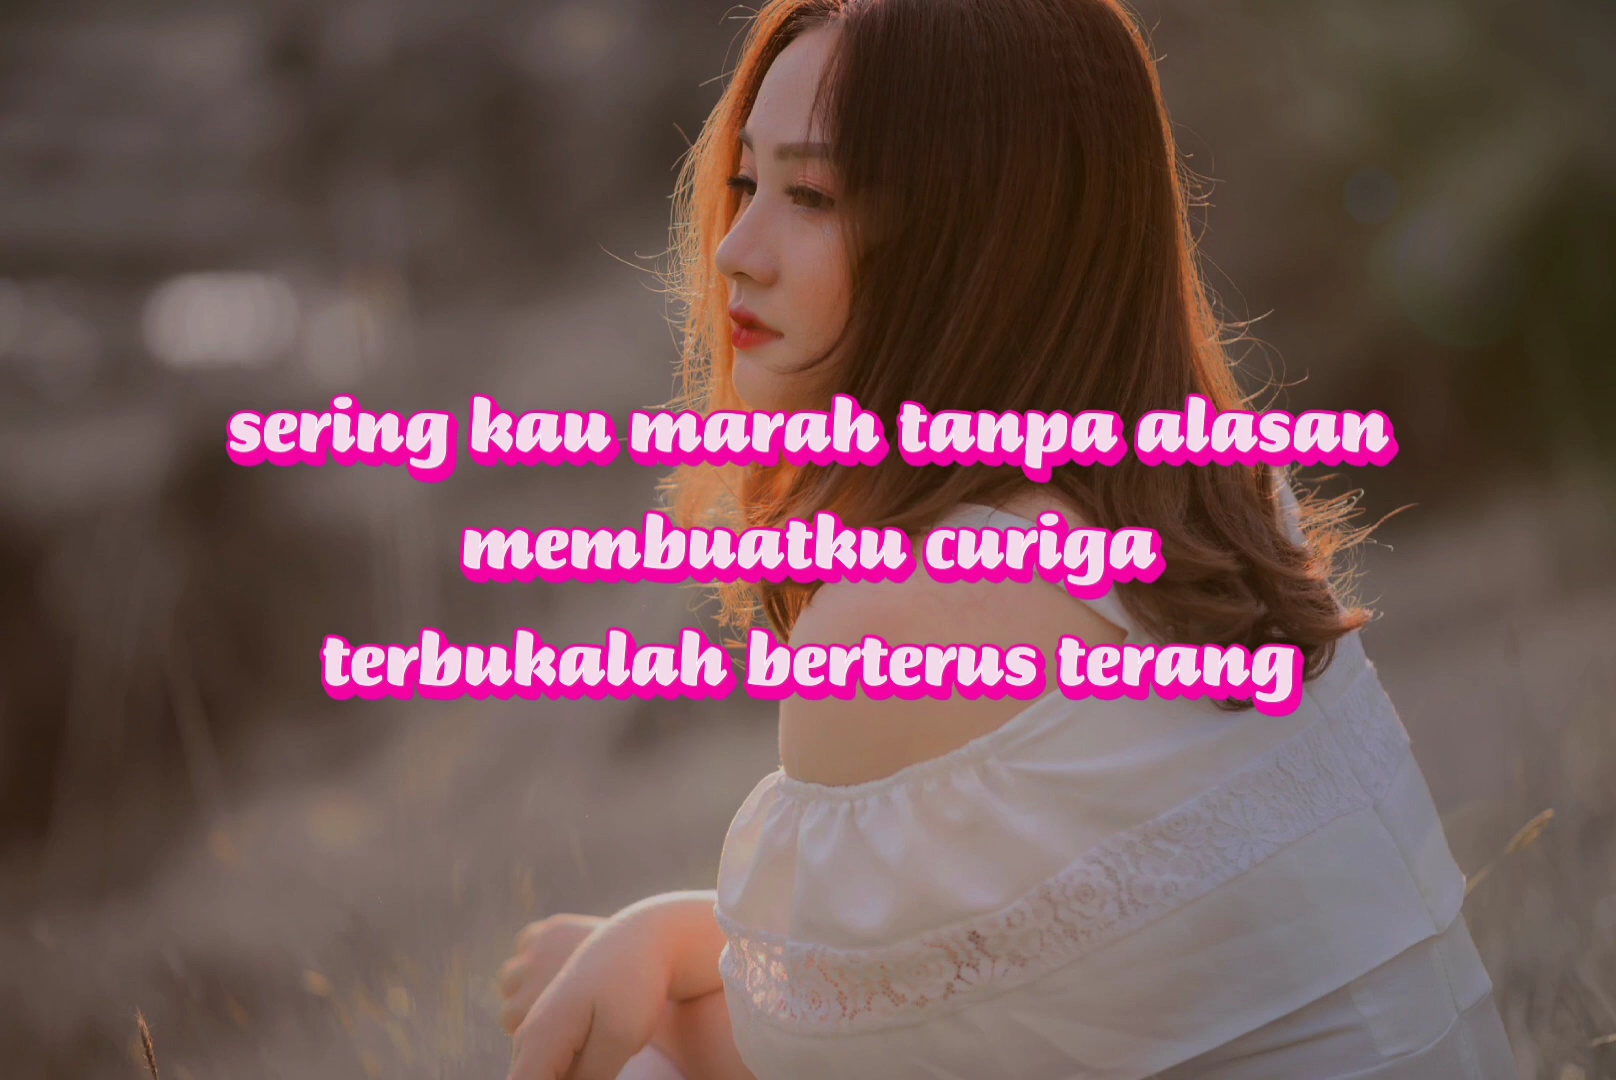 sering kau marah tanpa alasan
membuatku curiga
terbukalah berterus terang